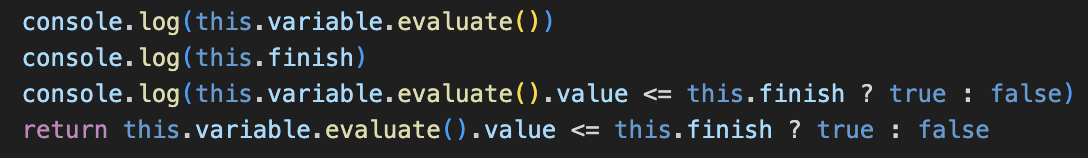 console.log(this.variable.evaluate())
console.log(this.finish)
console.log(this.variable.evaluate().value <= this.finish ? true : false)
return this.variable.evaluate().value <= this.finish ? true : false